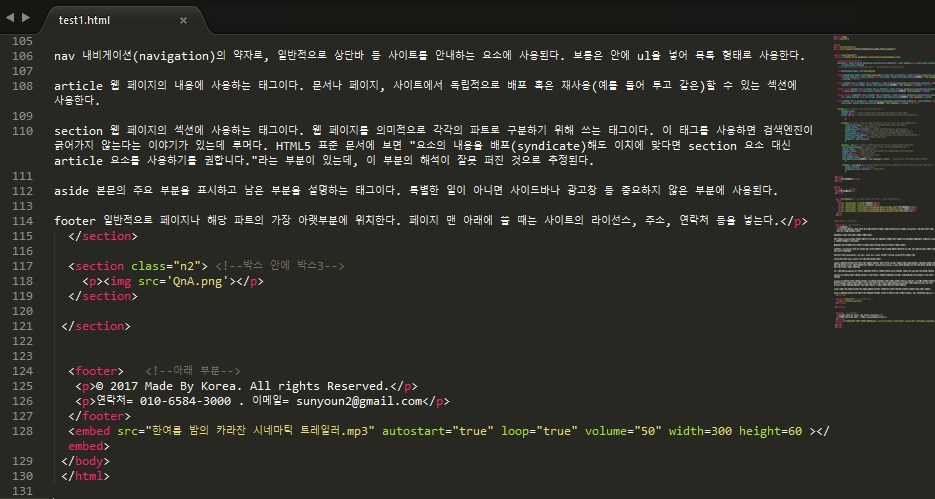 test1.html
105
106 nav 내비게이션(navigation)의 약자로, 일반적으로 상단바 등 사이트를 안내하는 요소에 사용된다. 보통은 안에 ul을 넣어 목록 형태로 사용한다.
107
108 article 웹 페이지의 내용에 사용하는 태그이다. 문서나 페이지, 사이트에서 독립적으로 배포 혹은 재사용(예를 들어 투고 같은)할 수 있는 섹션에
사용한다.
109
110 section 웹 페이지의 섹션에 사용하는 태그이다. 웹 페이지를 의미적으로 각각의 파트로 구분하기 위해 쓰는 태그이다. 이 태그를 사용하면 검색엔진이
긁어가지 않는다는 이야기가 있는데 루머다. HTML5 표준 문서에 보면 "요소의 내용을 배포(syndicate)해도 이치에 맞다면 section 요소 대신
article 요소를 사용하기를 권합니다."라는 부분이 있는데, 이 부분의 해석이 잘못 퍼진 것으로 추정된다.
111
112 aside 본문의 주요 부분을 표시하고 남은 부분을 설명하는 태그이다. 특별한 일이 아니면 사이드바나 광고창 등 중요하지 않은 부분에 사용된다.
113
114 footer 일반적으로 페이지나 해당 파트의 가장 아랫부분에 위치한다. 페이지 맨 아래에 쓸 때는 사이트의 라이선스, 주소, 연락처 등을 넣는다.</p>
115 </section>
116
117 <section class="n2"> <!--박스 안에 박스3-->
118 <p><img src='QnA.png'></p>
119 </section>
120
121 </section>
122
123
124 <footer> <!--아래 부분-->
125 <p>© 2017 Made By Korea. All rights Reserved.</p>
126 <p>연락처= 010-6584-3000 . 이메일= sunyoun2@gmail.com</p>
127 </footer>
128 <embed src="한여름 밤의 카라잔 시네마틱 트레일러.mp3" autostart="true" loop="true" volume="50" width=300 height=60 ></
embed>
129 </body>
130 </html>
131